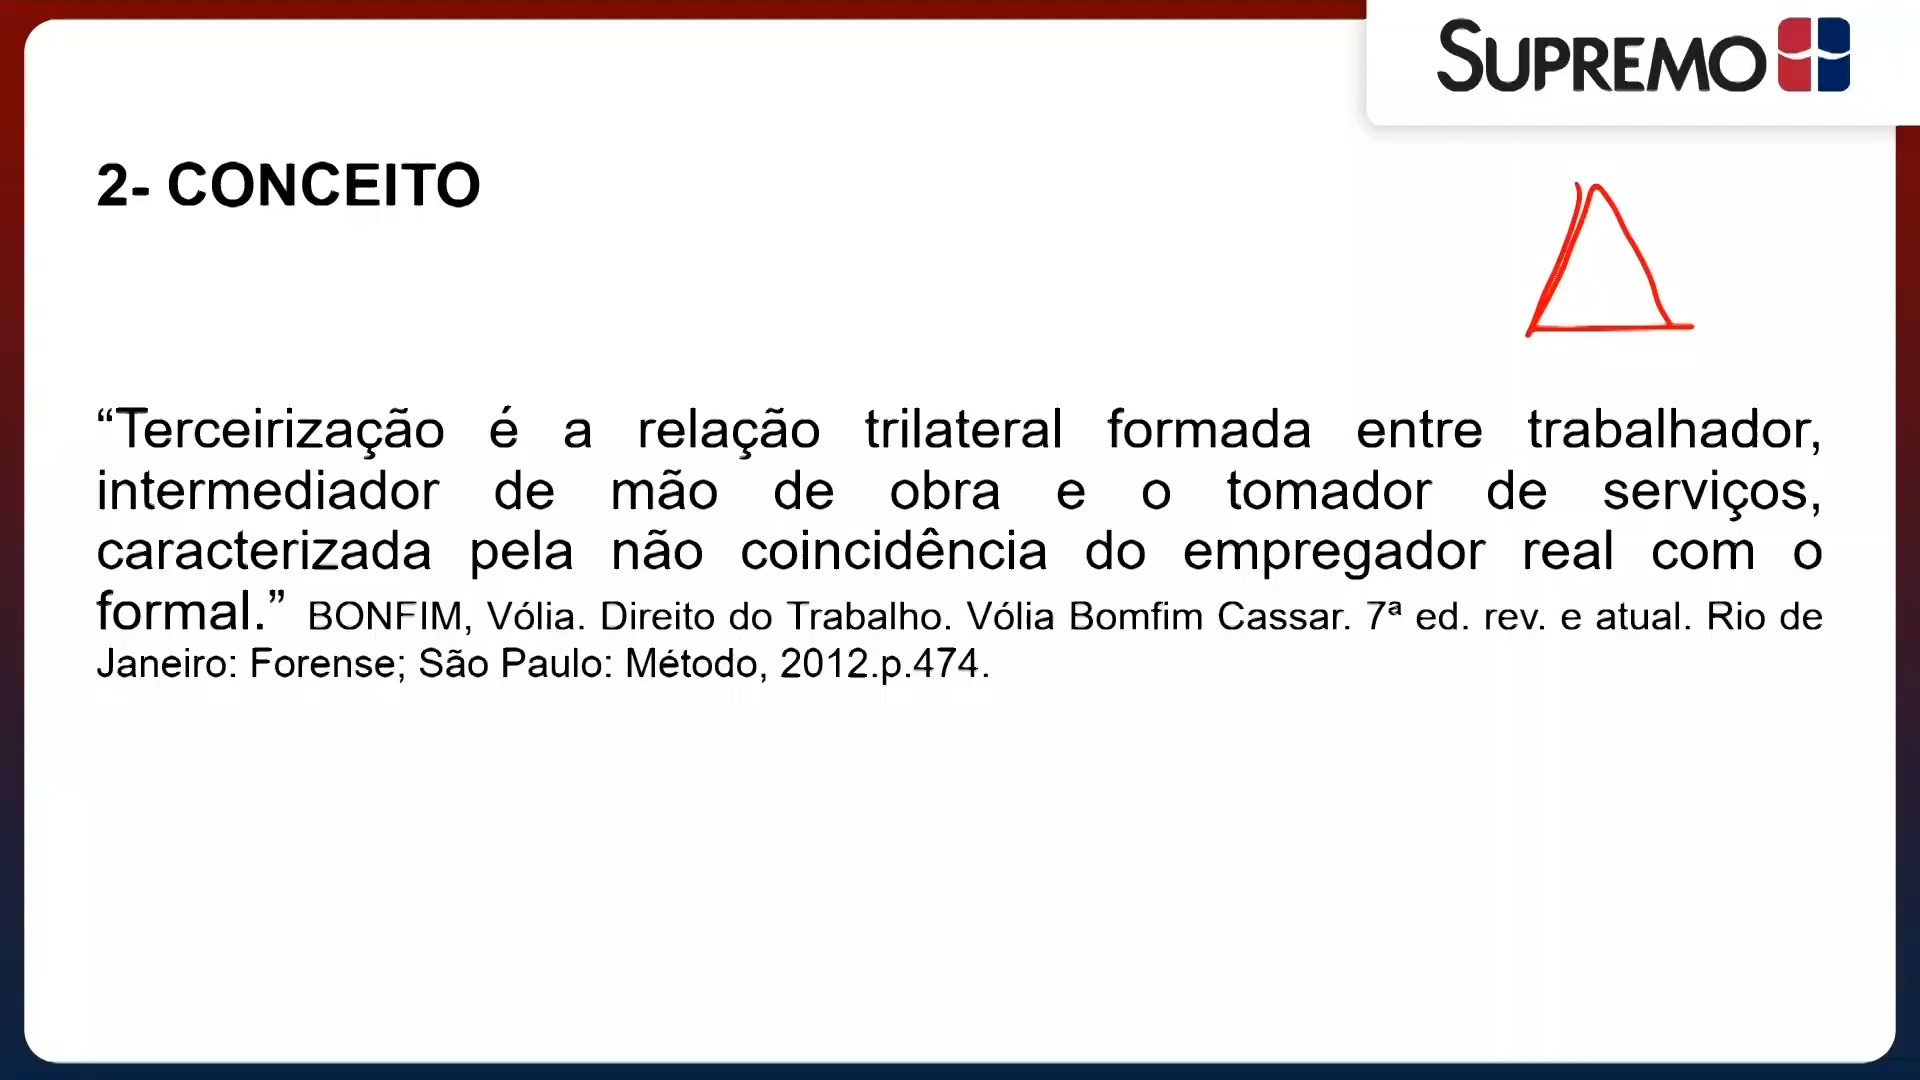 SUPREMO
2- CONCEITO
“Terceirização é a relação trilateral formada entre trabalhador,
intermediador de mão de obra e o tomador de serviços,
caracterizada pela não coincidência do empregador real com o
formal.” BONFIM, Vólia. Direito do Trabalho. Vólia Bomfim Cassar. 7ª ed. rev. e atual. Rio de
Janeiro: Forense; São Paulo: Método, 2012.p.474.